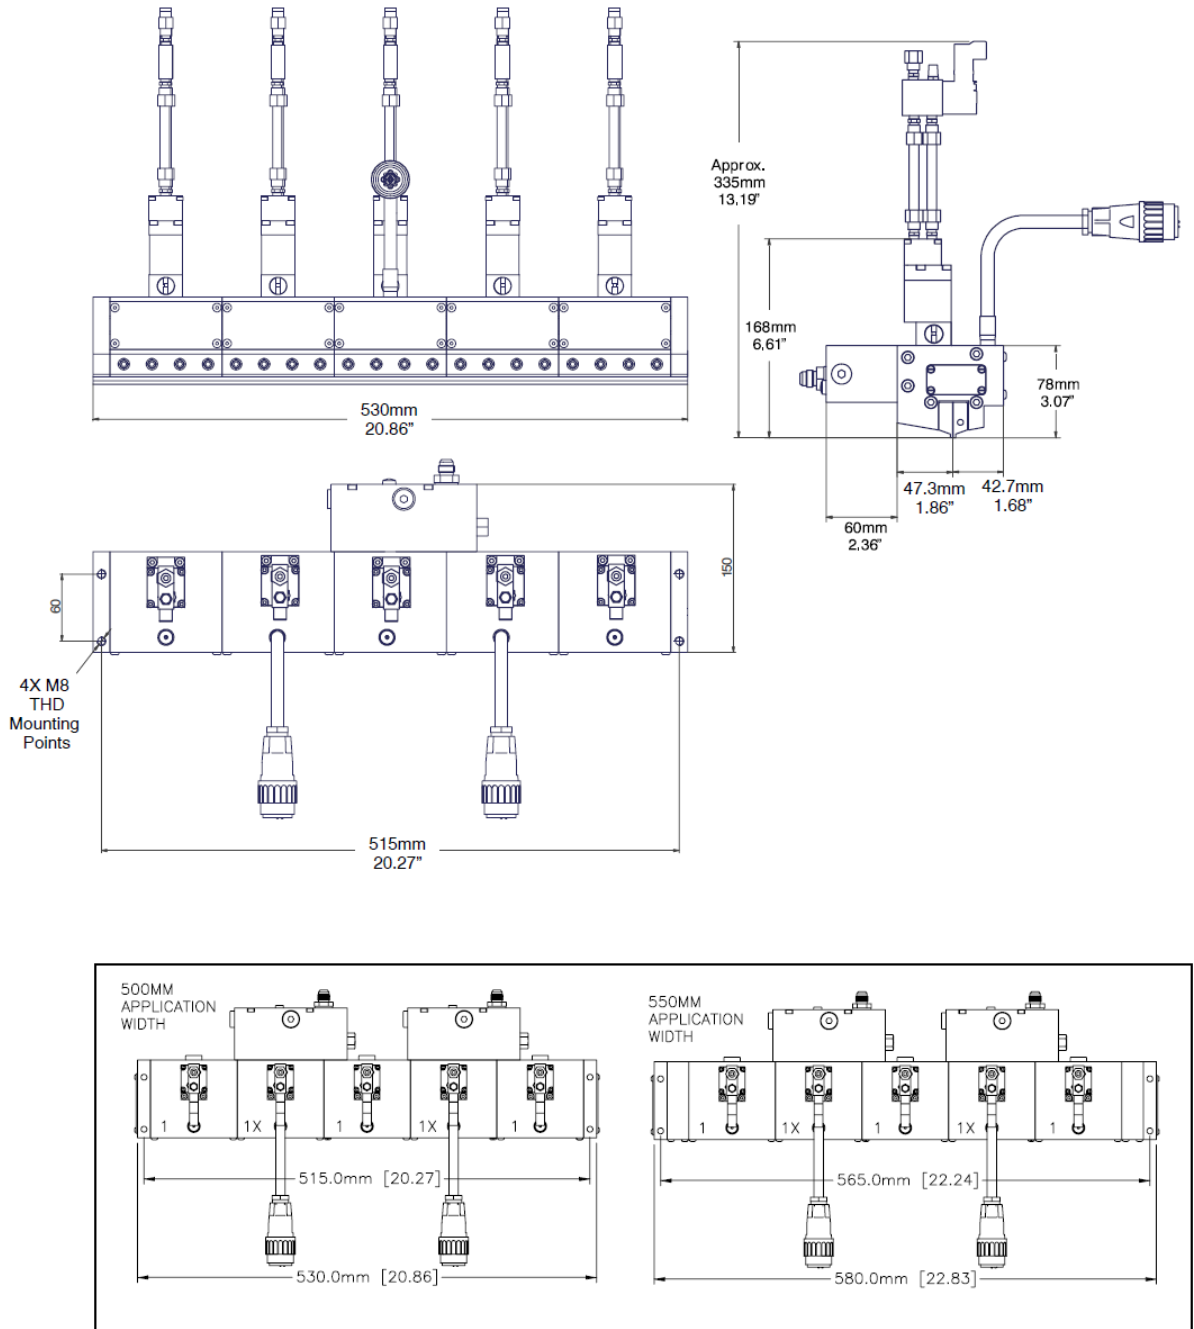 Approx.
335mm
13.19"
168mm
6.61"
78mm
3.07"
530mm
20.86"
47.3mm
1.86"
42.7mm
1.68"
60mm
2.36"
150
60
4X M8
THD
Mounting
Points
515mm
20.27"
500MM
APPLICATION
WIDTH
1
1X
1
1X
1
515.0mm [20.27]
530.0mm [20.86]
550MM
APPLICATION
WIDTH
1
1X
1
1X
1
565.0mm [22.24]
580.0mm [22.83]